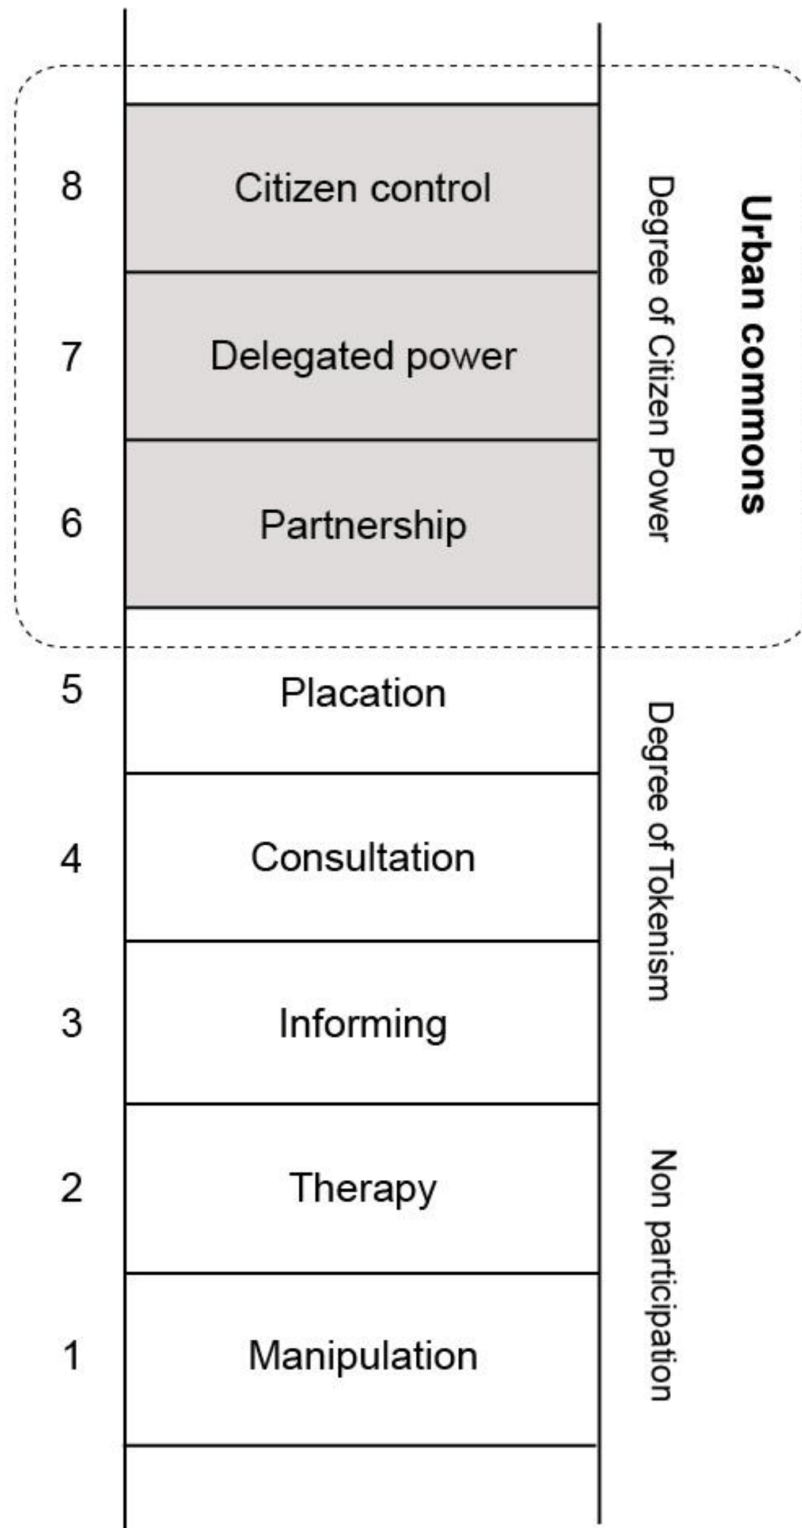 8
Citizen control
7
Delegated power
6
Partnership
5
Placation
4
Consultation
3
Informing
2
Therapy
1
Manipulation
Degree of Citizen Power
Urban commons
Degree of Tokenism
Non participation